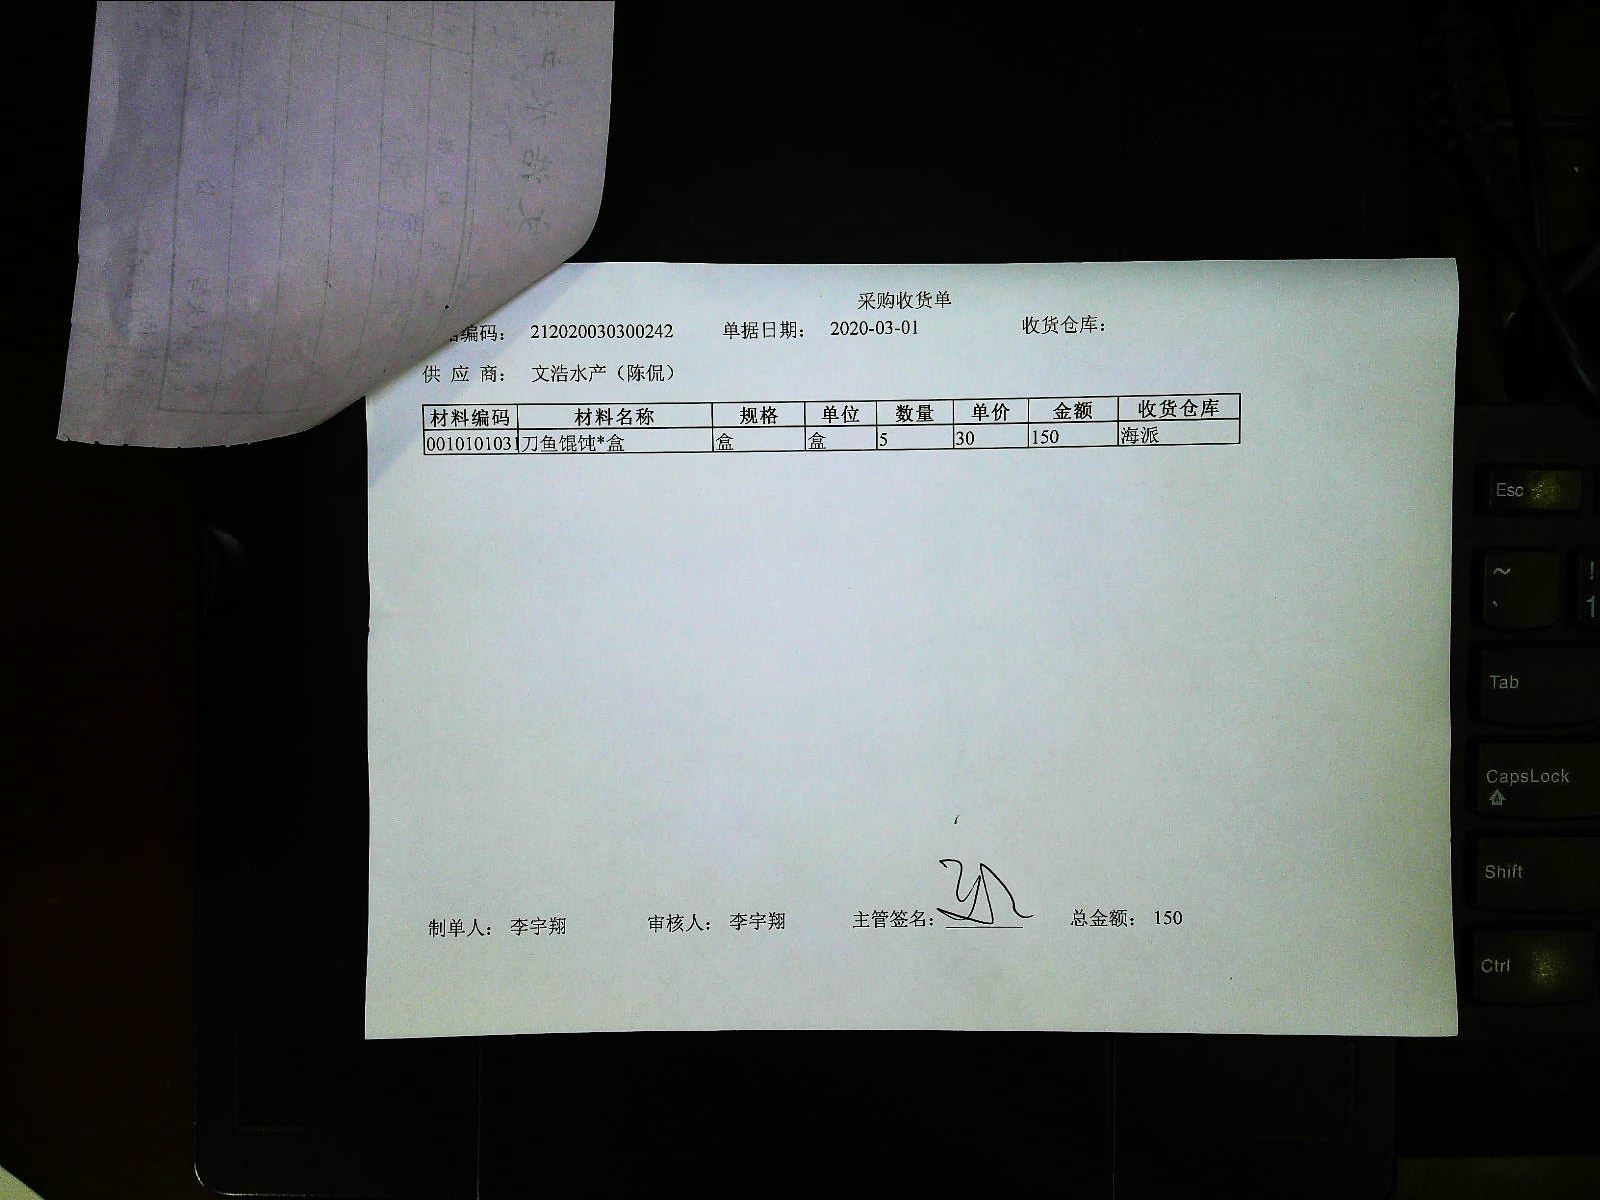 采购收货单
编码： 212020030300242 单据日期： 2020-03-01 收货仓库：
供 应 商： 文浩水产（陈侃）
材料编码 材料名称 规格 单位 数量 单价 金额 收货仓库
0010101031 刀鱼馄饨*盒 盒 盒 5 30 150 海派
制单人： 李宇翔 审核人： 李宇翔 主管签名： 总金额： 150
Esc
~
`
!
1
Tab
CapsLock
Shift
Ctrl